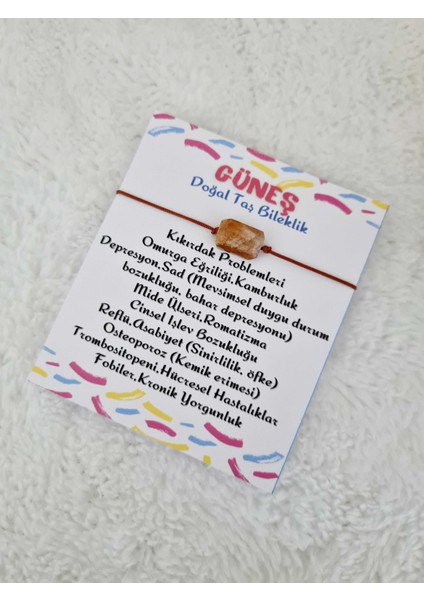 GÜNEŞ
Doğal Taş Bileklik
Kıkırdak Problemleri
Omurga Eğriliği,Kamburluk
Depresyon,Sad (Mevsimsel duygu durum
bozukluğu, bahar depresyonu)
Mide Ülseri,Romatizma
Cinsel İşlev Bozukluğu
Reflü,Asabiyet (Sinirlilik, öfke)
Osteoporoz (Kemik erimesi)
Trombositopeni,Hücresel Hastalıklar
Fobiler,Kronik Yorgunluk